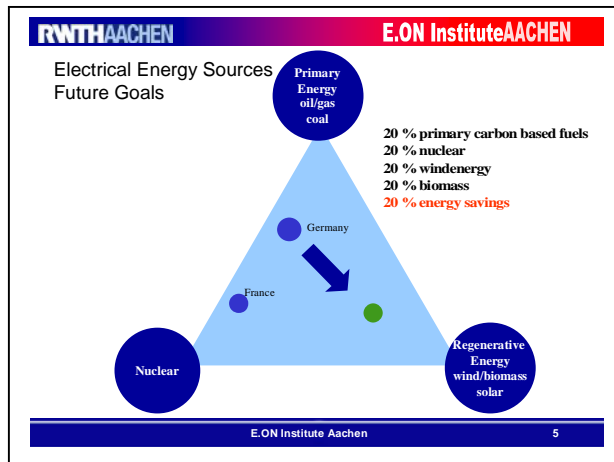 RWTHAACHEN
E.ON InstituteAACHEN
Electrical Energy Sources
Future Goals
Primary
Energy
oil/gas
coal
20 % primary carbon based fuels
20 % nuclear
20 % windenergy
20 % biomass
20 % energy savings
Germany
France
Nuclear
Regenerative
Energy
wind/biomass
solar
E.ON Institute Aachen
5